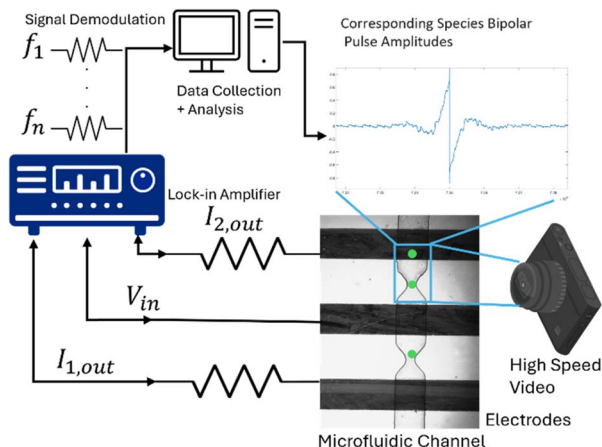 Signal Demodulation
f1
fn
Data Collection
+ Analysis
Corresponding Species Bipolar
Pulse Amplitudes
Lock-in Amplifier
I2,out
Vin
I1,out
High Speed
Video
Electrodes
Microfluidic Channel